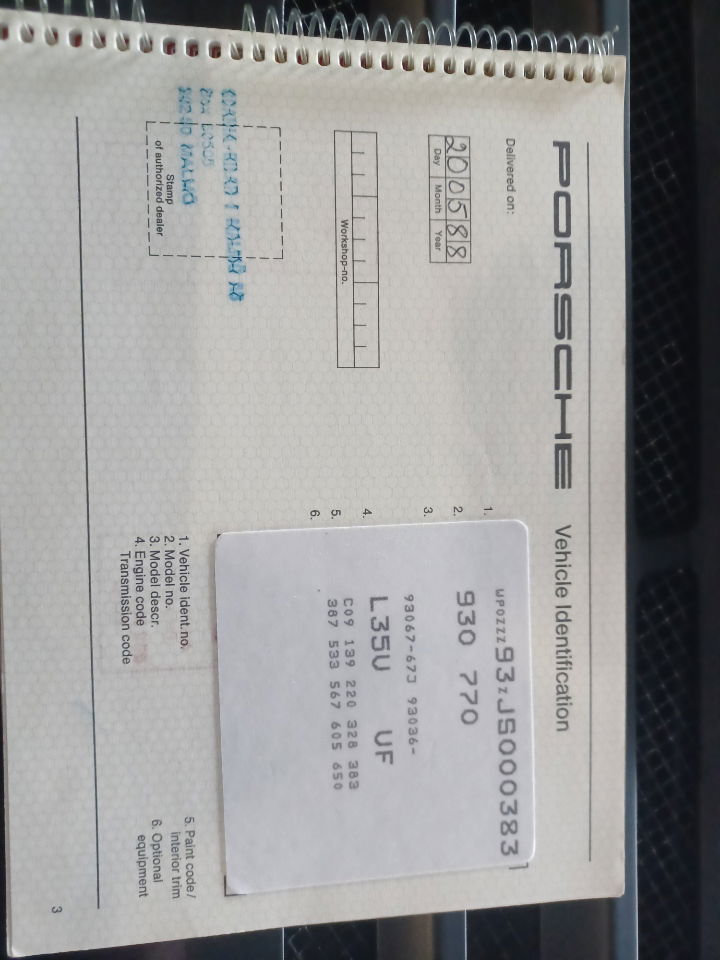 PORSCHE Vehicle Identification
Delivered on:
200588
Day Month Year
Workshop-no.
Stamp
of authorized dealer
1.
2.
3.
4.
5.
6.
WP0ZZZ93ZJS000383
930 770
93067-673 93036-
L35U UF
C09 139 220 328 383
387 533 567 605 650
1. Vehicle ident.no.
2. Model no.
3. Model descr.
4. Engine code
Transmission code
5. Paint code/
interior trim
6. Optional
equipment
3